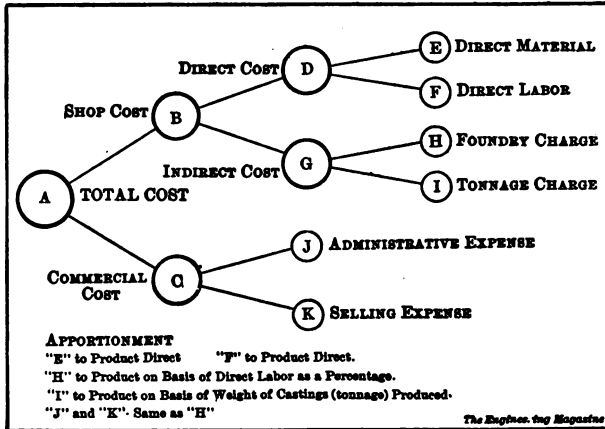 E DIRECT MATERIAL
DIRECT COST D
F DIRECT LABOR
SHOP COST B
H FOUNDRY CHARGE
INDIRECT COST G
I TONNAGE CHARGE
A TOTAL COST
J ADMINISTRATIVE EXPENSE
COMMERCIAL COST C
K SELLING EXPENSE
APPORTIONMENT
"E" to Product Direct "F" to Product Direct.
"H" to Product on Basis of Direct Labor as a Percentage.
"I" to Product on Basis of Weight of Castings (tonnage) Produced.
"J" and "K". Same as "H"
The Engineering Magazine